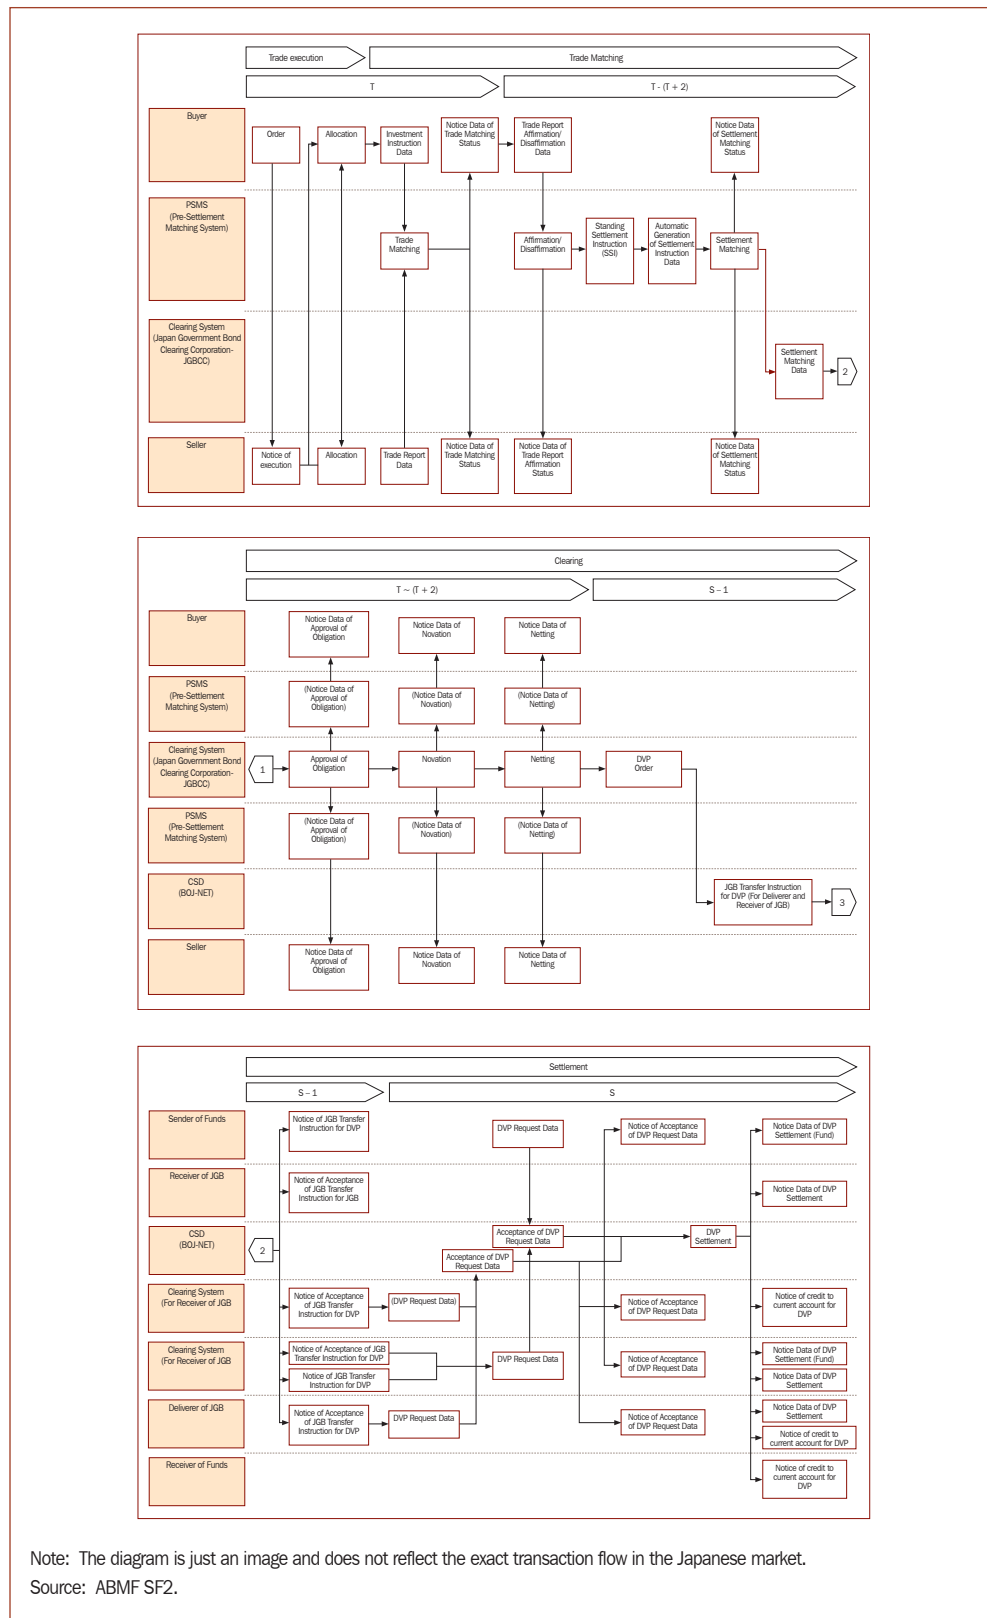 Trade execution
Trade Matching
T
T - (T + 2)
Buyer
Order
Allocation
Investment
Instruction
Data
Notice Data of
Trade Matching
Status
Trade Report
Affirmation/
Disaffirmation
Data
Notice Data
of Settlement
Matching
Status
PSMS
(Pre-Settlement
Matching System)
Trade
Matching
Affirmation/
Disaffirmation
Standing
Settlement
Instruction
(SSI)
Automatic
Generation
of Settlement
Instruction
Data
Settlement
Matching
Clearing System
(Japan Government Bond
Clearing Corporation-
JGBCC)
Settlement
Matching
Data
2
Seller
Notice of
execution
Allocation
Trade Report
Data
Notice Data of
Trade Matching
Status
Notice Data of
Trade Report
Affirmation
Status
Notice Data
of Settlement
Matching
Status
Clearing
T ~ (T + 2)
S – 1
Buyer
Notice Data of
Approval of
Obligation
Notice Data of
Novation
Notice Data of
Netting
PSMS
(Pre-Settlement
Matching System)
(Notice Data of
Approval of
Obligation)
(Notice Data of
Novation)
(Notice Data of
Netting)
Clearing System
(Japan Government Bond
Clearing Corporation-
JGBCC)
1
Approval of
Obligation
Novation
Netting
DVP
Order
PSMS
(Pre-Settlement
Matching System)
(Notice Data of
Approval of
Obligation)
(Notice Data of
Novation)
(Notice Data of
Netting)
CSD
(BOJ-NET)
JGB Transfer Instruction
for DVP (For Deliverer and
Receiver of JGB)
3
Seller
Notice Data of
Approval of
Obligation
Notice Data of
Novation
Notice Data of
Netting
Settlement
S – 1
S
Sender of Funds
Notice of JGB Transfer
Instruction for DVP
DVP Request Data
Notice of Acceptance
of DVP Request Data
Notice Data of DVP
Settlement (Fund)
Receiver of JGB
Notice of Acceptance
of JGB Transfer
Instruction for JGB
Notice Data of DVP
Settlement
CSD
(BOJ-NET)
2
Acceptance of DVP
Request Data
Acceptance of DVP
Request Data
DVP
Settlement
Clearing System
(For Receiver of JGB
Notice of Acceptance
of JGB Transfer
Instruction for DVP
(DVP Request Data)
Notice of Acceptance
of DVP Request Data
Notice of credit to
current account for
DVP
Clearing System
(For Receiver of JGB
Notice of Acceptance of JGB
Transfer Instruction for DVP
Notice of JGB Transfer
Instruction for DVP
DVP Request Data
Notice of Acceptance
of DVP Request Data
Notice Data of DVP
Settlement (Fund)
Notice Data of DVP
Settlement
Deliverer of JGB
Notice of Acceptance
of JGB Transfer
Instruction for DVP
DVP Request Data
Notice of Acceptance
of DVP Request Data
Notice Data of DVP
Settlement
Notice of credit to
current account for DVP
Receiver of Funds
Notice of credit to
current account for
DVP
Note: The diagram is just an image and does not reflect the exact transaction flow in the Japanese market.
Source: ABMF SF2.